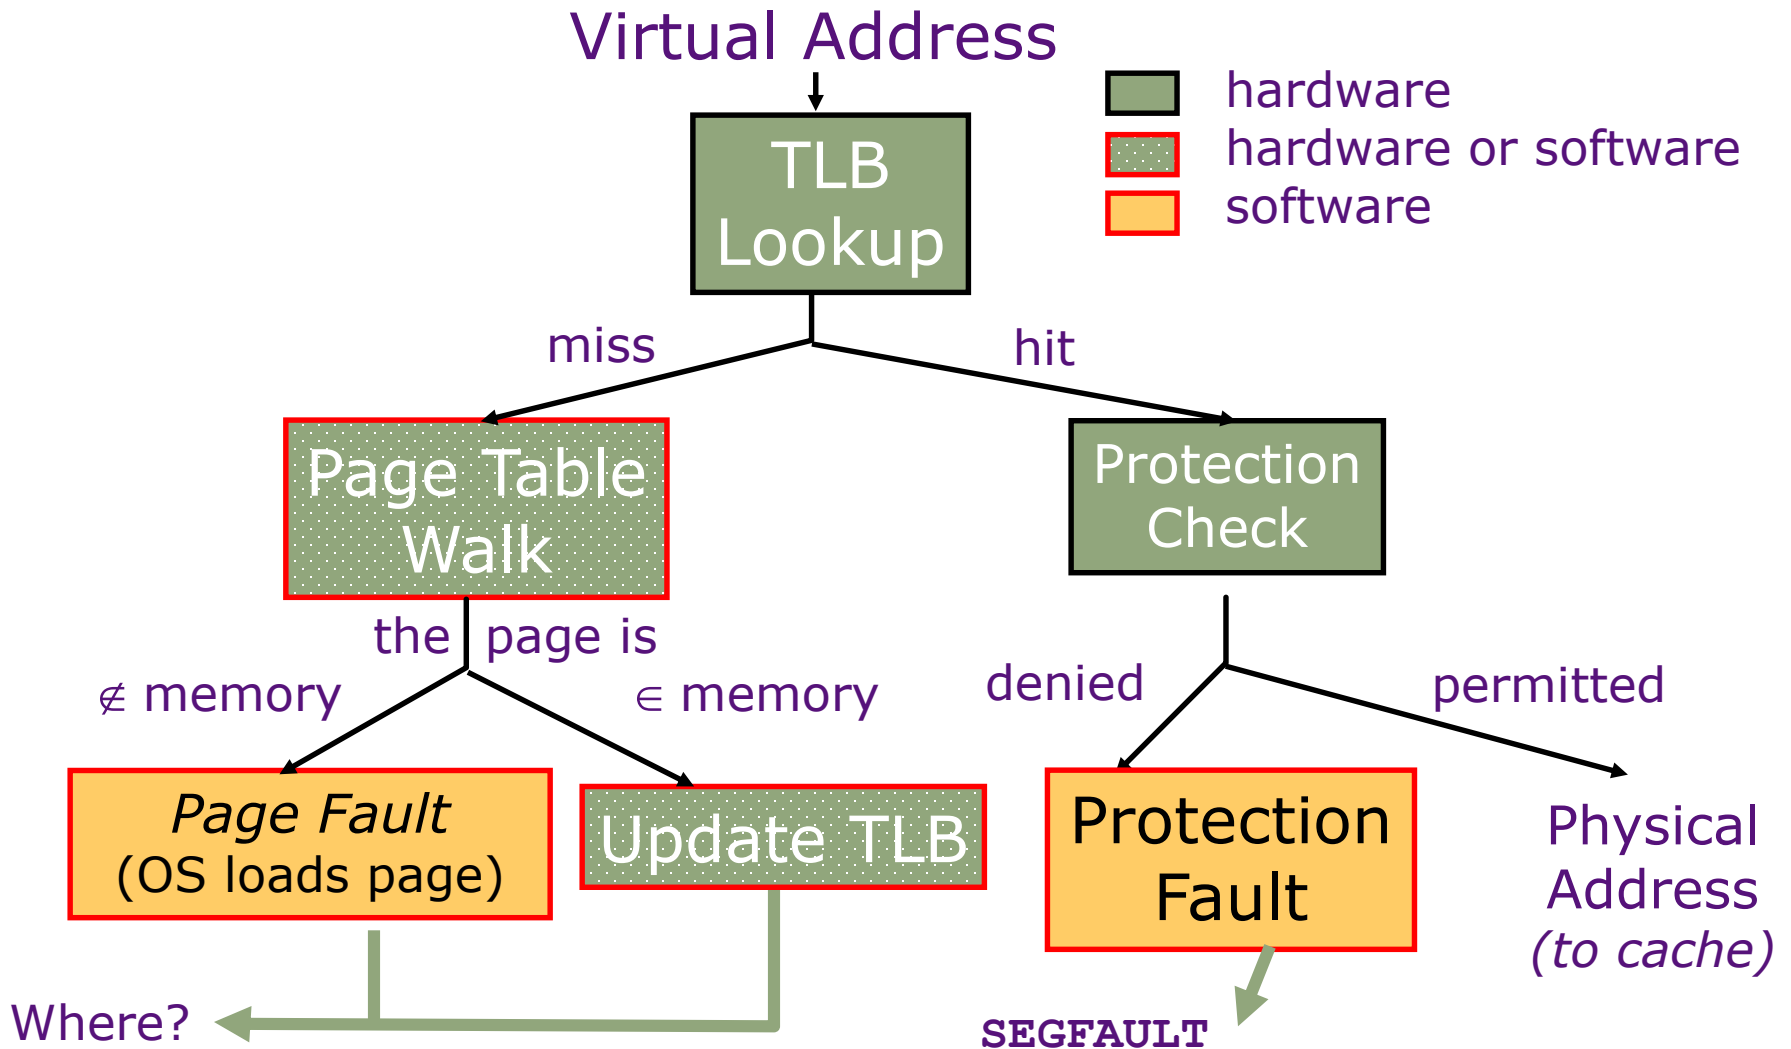 Virtual Address
hardware
hardware or software
software
TLB
Lookup
miss
hit
Page Table
Walk
Protection
Check
the page is
∉ memory
∈ memory
denied
permitted
Page Fault
(OS loads page)
Update TLB
Protection
Fault
Physical
Address
(to cache)
Where?
SEGFAULT